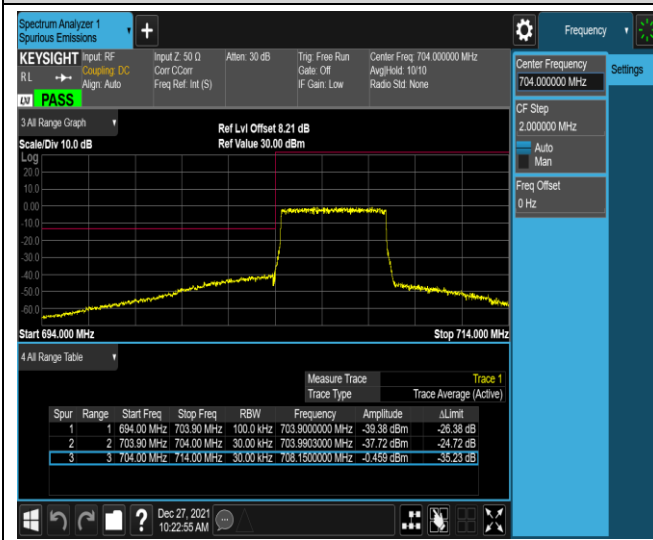 Spectrum Analyzer 1
Spurious Emissions
Frequency
KEYSIGHT Input: RF Input Z: 50 Ω Atten: 30 dB Trig: Free Run Center Freq: 704.000000 MHz
Coupling: DC Corr CCorr Gate: Off Avg|Hold: 10/10
RL Align: Auto Freq Ref: Int (S) IF Gain: Low Radio Std: None
LXI PASS
Center Frequency
704.000000 MHz
Settings
CF Step
2.000000 MHz
Auto
Man
Freq Offset
0 Hz
3 All Range Graph
Ref Lvl Offset 8.21 dB
Scale/Div 10.0 dB Ref Value 30.00 dBm
Log
20.0
10.0
0.00
-10.0
-20.0
-30.0
-40.0
-50.0
-60.0
Start 694.000 MHz Stop 714.000 MHz
4 All Range Table
Measure Trace Trace 1
Trace Type Trace Average (Active)
Spur Range Start Freq Stop Freq RBW Frequency Amplitude ΔLimit
1 1 694.00 MHz 703.90 MHz 100.0 kHz 703.9000000 MHz -39.38 dBm -26.38 dB
2 2 703.90 MHz 704.00 MHz 30.00 kHz 703.9903000 MHz -37.72 dBm -24.72 dB
3 3 704.00 MHz 714.00 MHz 30.00 kHz 708.1500000 MHz -0.459 dBm -35.23 dB
Dec 27, 2021
10:22:55 AM